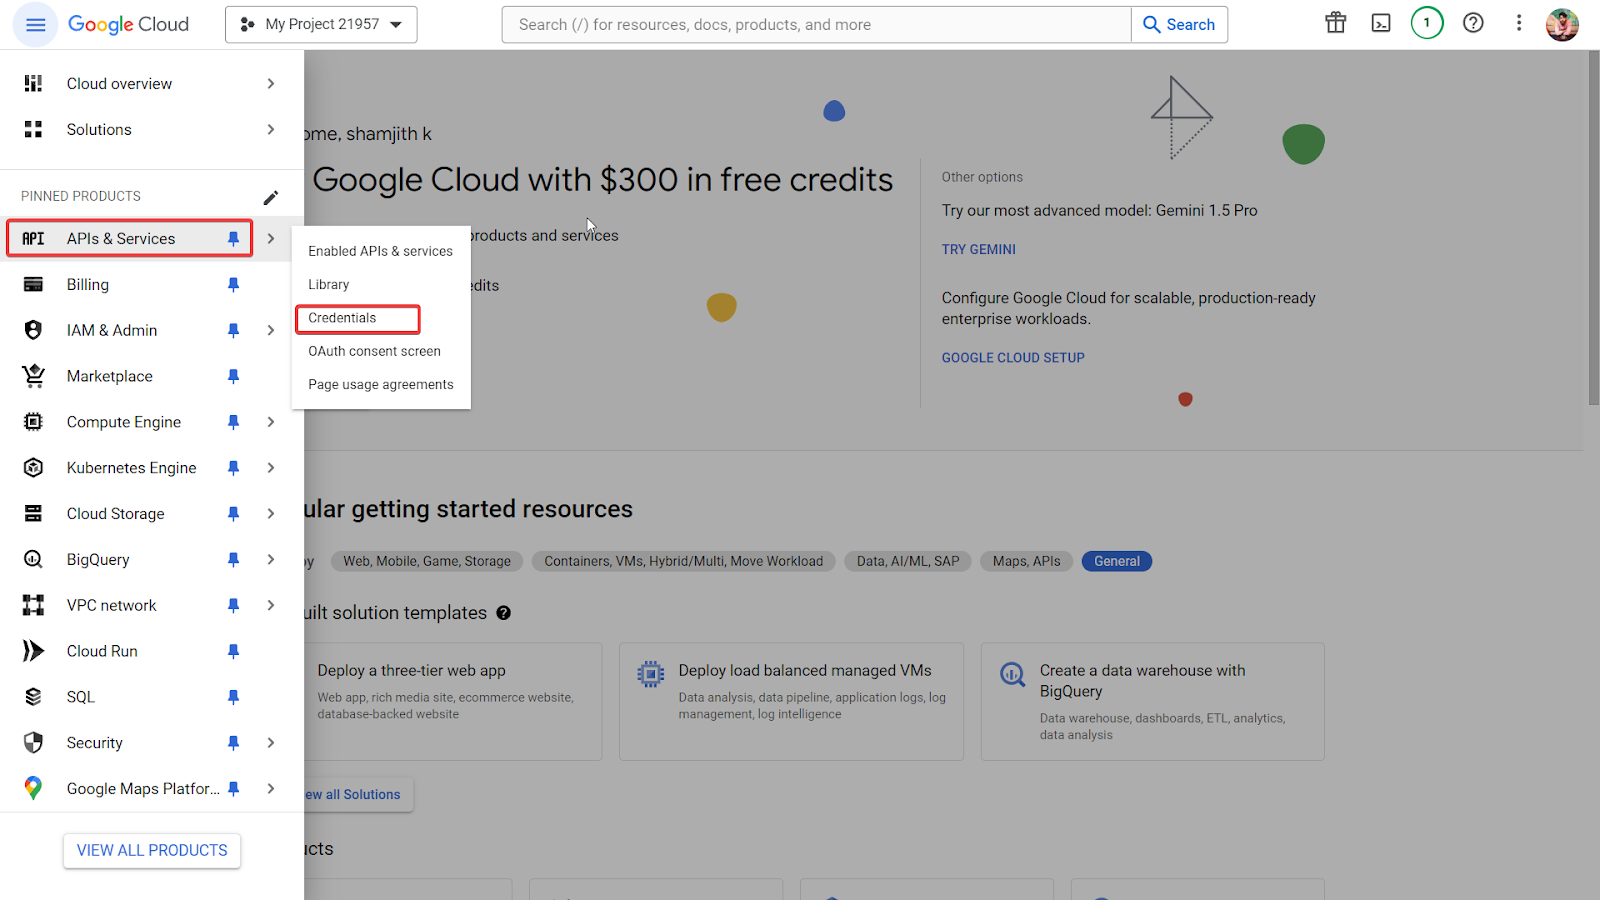 Google Cloud
My Project 21957
Search (/) for resources, docs, products, and more
Search
1
Cloud overview
Solutions
PINNED PRODUCTS
API APIs & Services
Billing
IAM & Admin
Marketplace
Compute Engine
Kubernetes Engine
Cloud Storage
BigQuery
VPC network
Cloud Run
SQL
Security
Google Maps Platfor...
VIEW ALL PRODUCTS
Enabled APIs & services
Library
Credentials
OAuth consent screen
Page usage agreements
ome, shamjith k
Google Cloud with $300 in free credits
products and services
edits
Other options
Try our most advanced model: Gemini 1.5 Pro
TRY GEMINI
Configure Google Cloud for scalable, production-ready
enterprise workloads.
GOOGLE CLOUD SETUP
ular getting started resources
by
Web, Mobile, Game, Storage
Containers, VMs, Hybrid/Multi, Move Workload
Data, AI/ML, SAP
Maps, APIs
General
uilt solution templates
Deploy a three-tier web app
Web app, rich media site, ecommerce website,
database-backed website
Deploy load balanced managed VMs
Data analysis, data pipeline, application logs, log
management, log intelligence
Create a data warehouse with
BigQuery
Data warehouse, dashboards, ETL, analytics,
data analysis
ew all Solutions
ucts